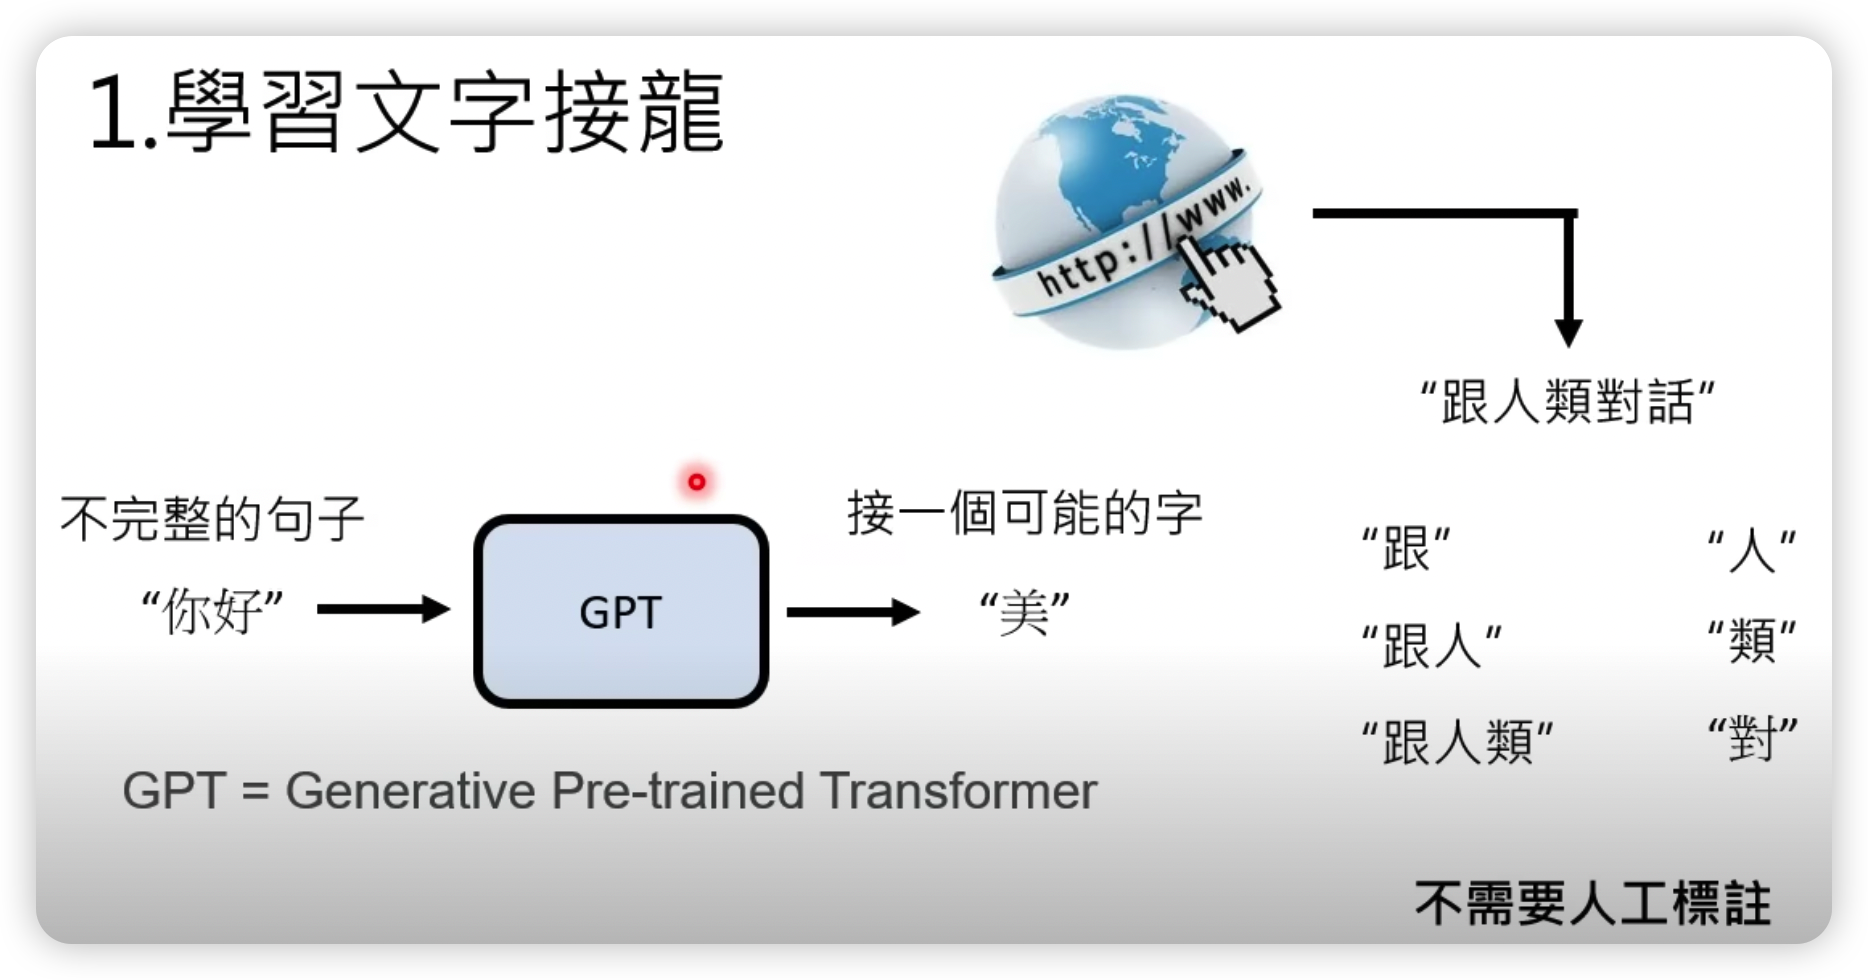 1.學習文字接龍
http://www.
“跟人類對話”
不完整的句子
接一個可能的字
“你好”
GPT
“美”
“跟” “人”
“跟人” “類”
“跟人類” “對”
GPT = Generative Pre-trained Transformer
不需要人工標註